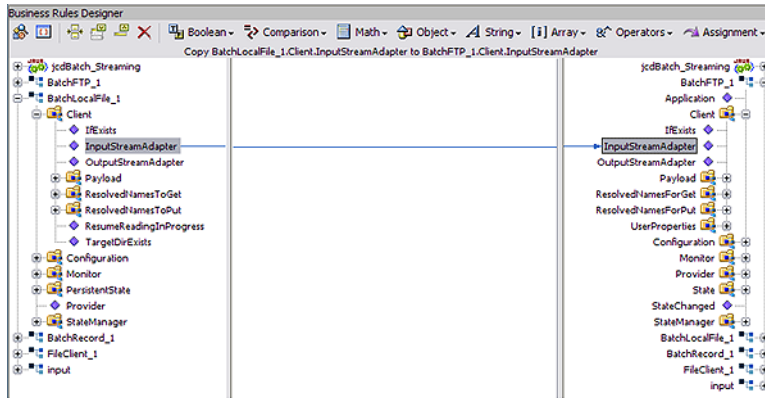 Business Rules Designer
Boolean Comparison Math Object String Array Operators Assignment
Copy BatchLocalFile_1.Client.InputStreamAdapter to BatchFTP_1.Client.InputStreamAdapter
jcdBatch_Streaming
BatchFTP_1
BatchLocalFile_1
Client
IfExists
InputStreamAdapter
OutputStreamAdapter
Payload
ResolvedNamesToGet
ResolvedNamesToPut
ResumeReadingInProgress
TargetDirExists
Configuration
Monitor
PersistentState
Provider
StateManager
BatchRecord_1
FileClient_1
input
jcdBatch_Streaming
BatchFTP_1
Application
Client
IfExists
InputStreamAdapter
OutputStreamAdapter
Payload
ResolvedNamesForGet
ResolvedNamesForPut
UserProperties
Configuration
Monitor
Provider
State
StateChanged
StateManager
BatchLocalFile_1
BatchRecord_1
FileClient_1
input